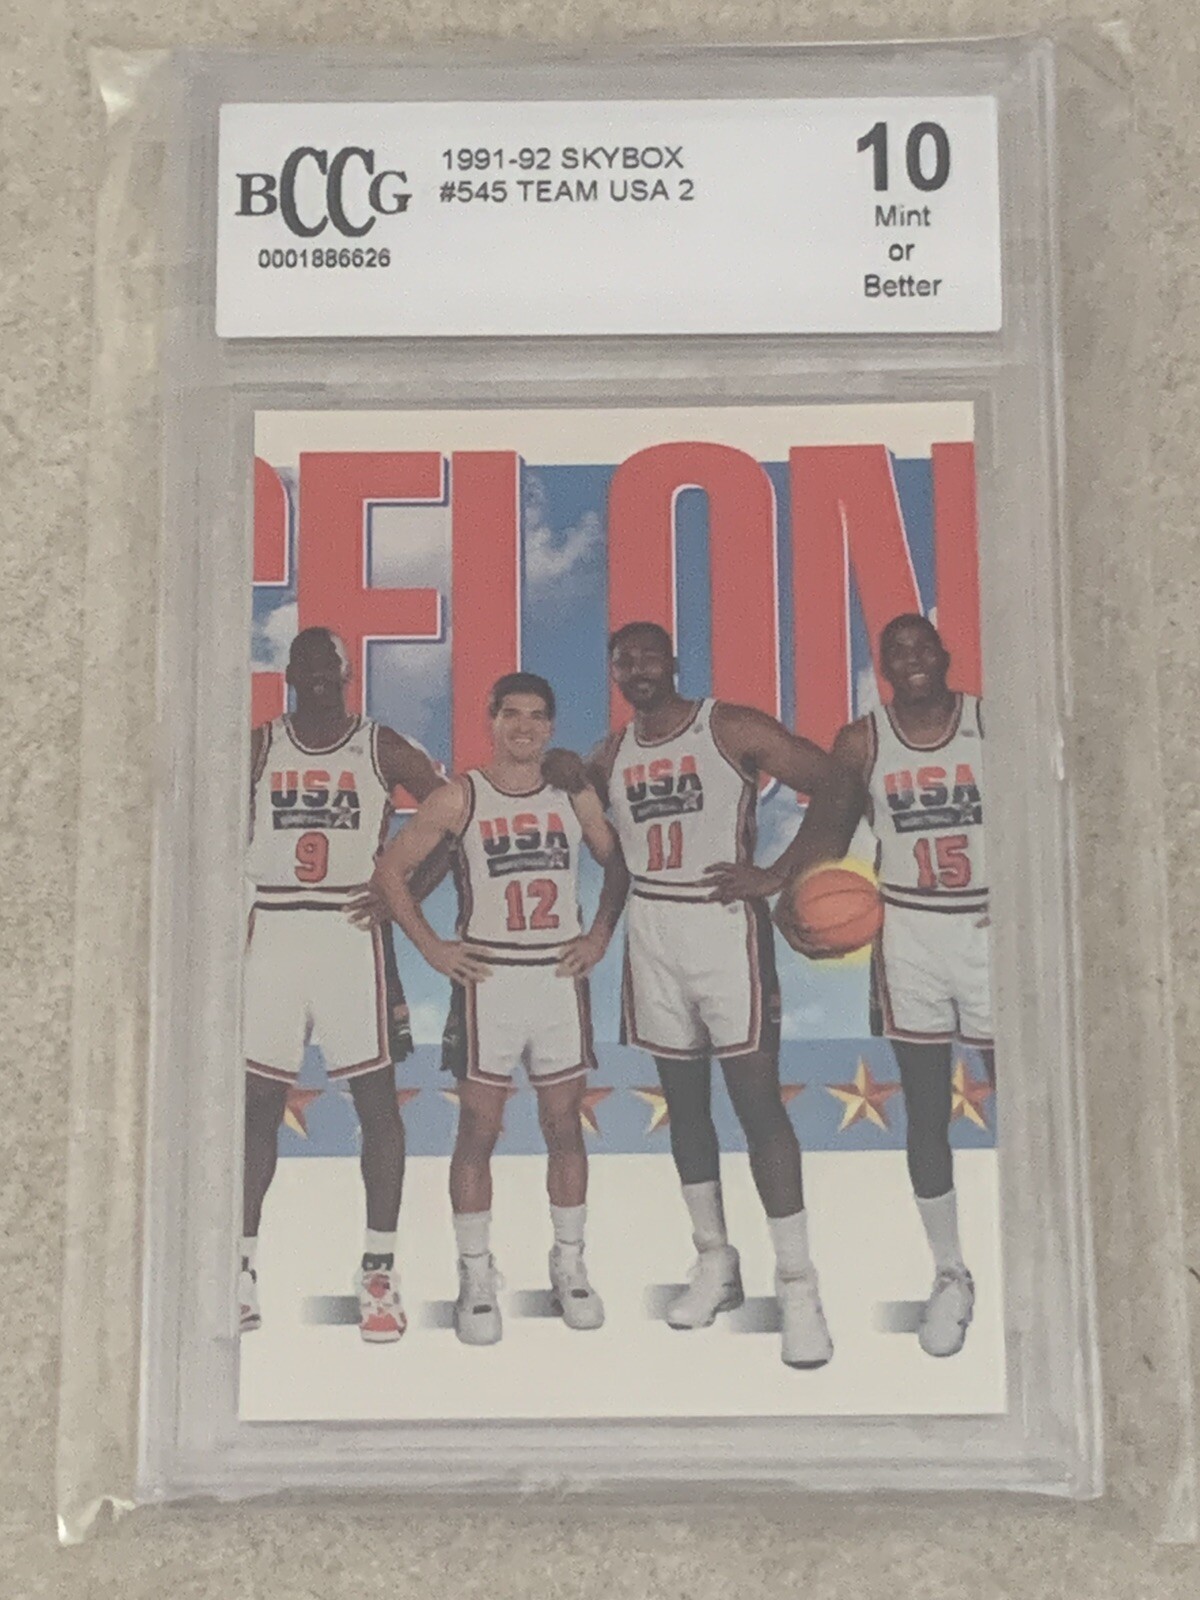 BCCG
0001886626
1991-92 SKYBOX
#545 TEAM USA 2
10
Mint
or
Better
CELON
USA
9
USA
12
USA
11
USA
15